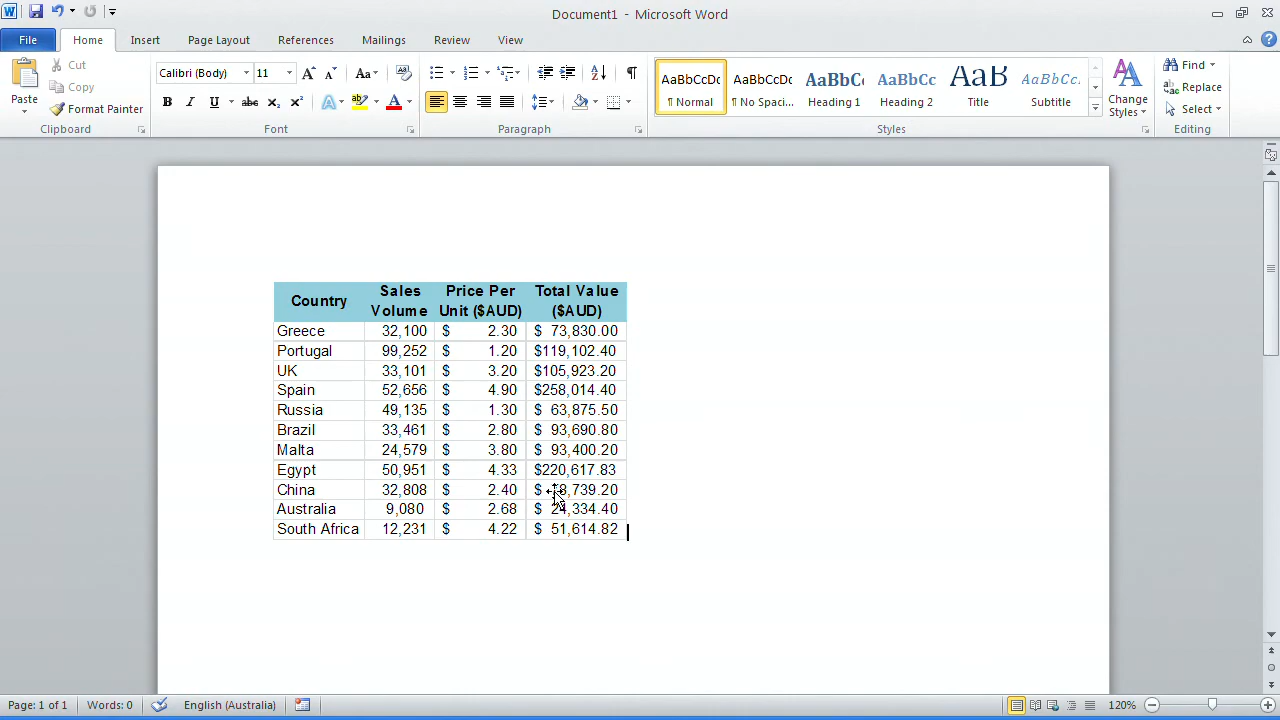 Document1 - Microsoft Word
File Home Insert Page Layout References Mailings Review View
Paste
Cut
Copy
Format Painter
Clipboard
Calibri (Body) 11
Font
Paragraph
AaBbCcDc AaBbCcDc AaBbCc AaBbCc AaB AaBbCc.
¶ Normal ¶ No Spaci... Heading 1 Heading 2 Title Subtitle
Styles
Change
Styles
Find
Replace
Select
Editing
Country Sales Volume Price Per Unit ($AUD) Total Value ($AUD)
Greece 32,100 $ 2.30 $ 73,830.00
Portugal 99,252 $ 1.20 $119,102.40
UK 33,101 $ 3.20 $105,923.20
Spain 52,656 $ 4.90 $258,014.40
Russia 49,135 $ 1.30 $ 63,875.50
Brazil 33,461 $ 2.80 $ 93,690.80
Malta 24,579 $ 3.80 $ 93,400.20
Egypt 50,951 $ 4.33 $220,617.83
China 32,808 $ 2.40 $
Australia 9,080 $ 2.68 $ 24,334.40
South Africa 12,231 $ 4.22 $ 51,614.82
Page: 1 of 1 Words: 0 English (Australia) 120%